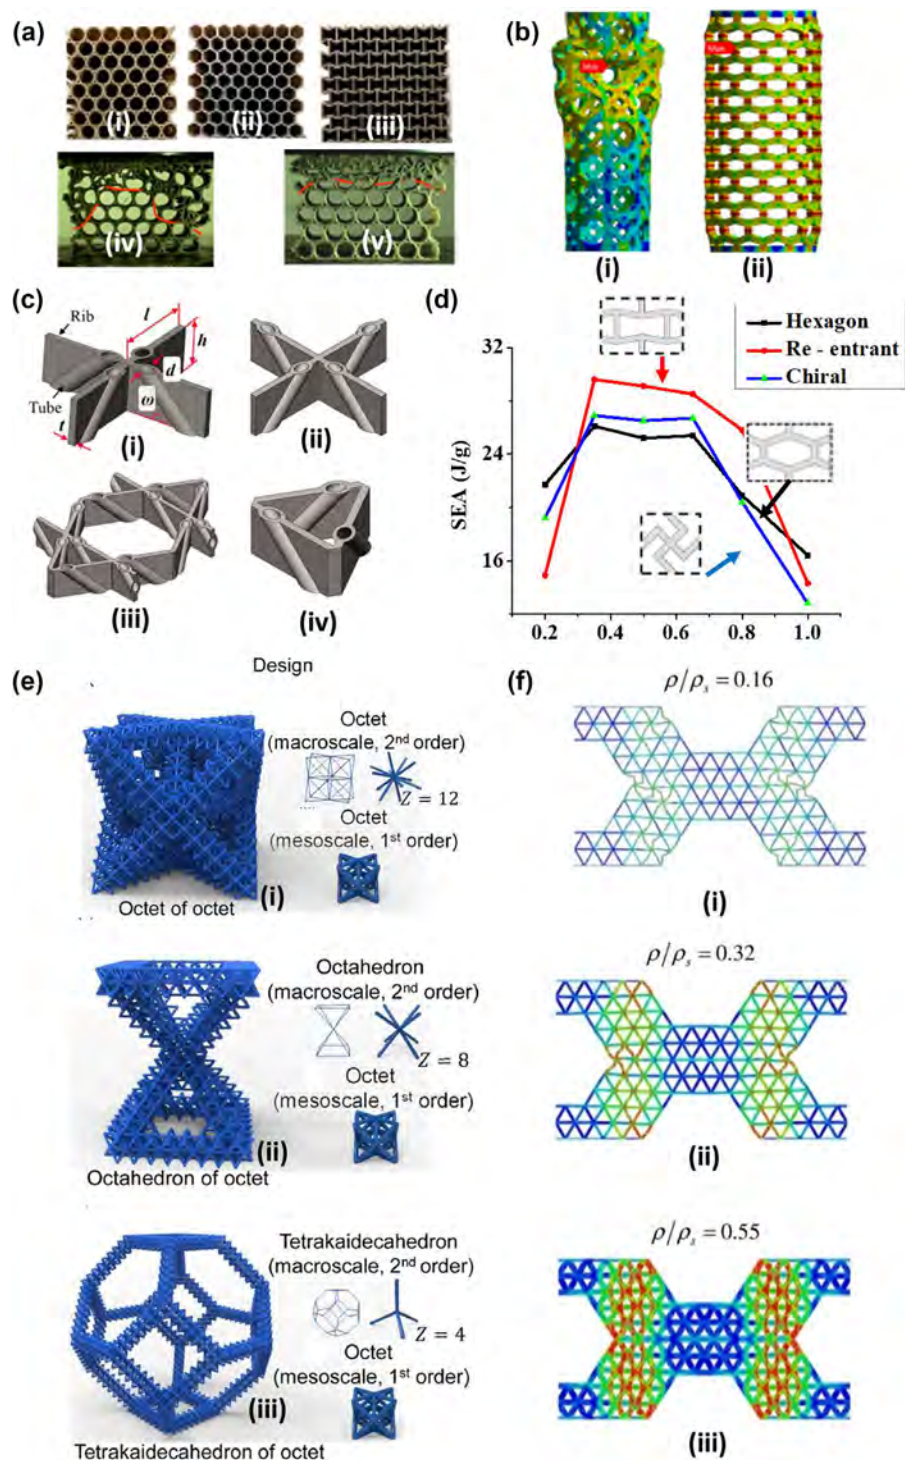 (a)
(i)
(ii)
(iii)
(iv)
(v)
(b)
(i)
(ii)
(c)
Rib
l
h
d
Tube
ω
t
(i)
(ii)
(iii)
(iv)
(d)
Hexagon
Re - entrant
Chiral
SEA (J/g)
32
24
16
0.2
0.4
0.6
0.8
1.0
(e)
Design
Octet
(macroscale, 2nd order)
Z = 12
Octet
(mesoscale, 1st order)
(i)
Octet of octet
Octahedron
(macroscale, 2nd order)
Z = 8
Octet
(mesoscale, 1st order)
(ii)
Octahedron of octet
Tetrakaidecahedron
(macroscale, 2nd order)
Z = 4
Octet
(mesoscale, 1st order)
(iii)
Tetrakaidecahedron of octet
(f)
ρ/ρs = 0.16
(i)
ρ/ρs = 0.32
(ii)
ρ/ρs = 0.55
(iii)